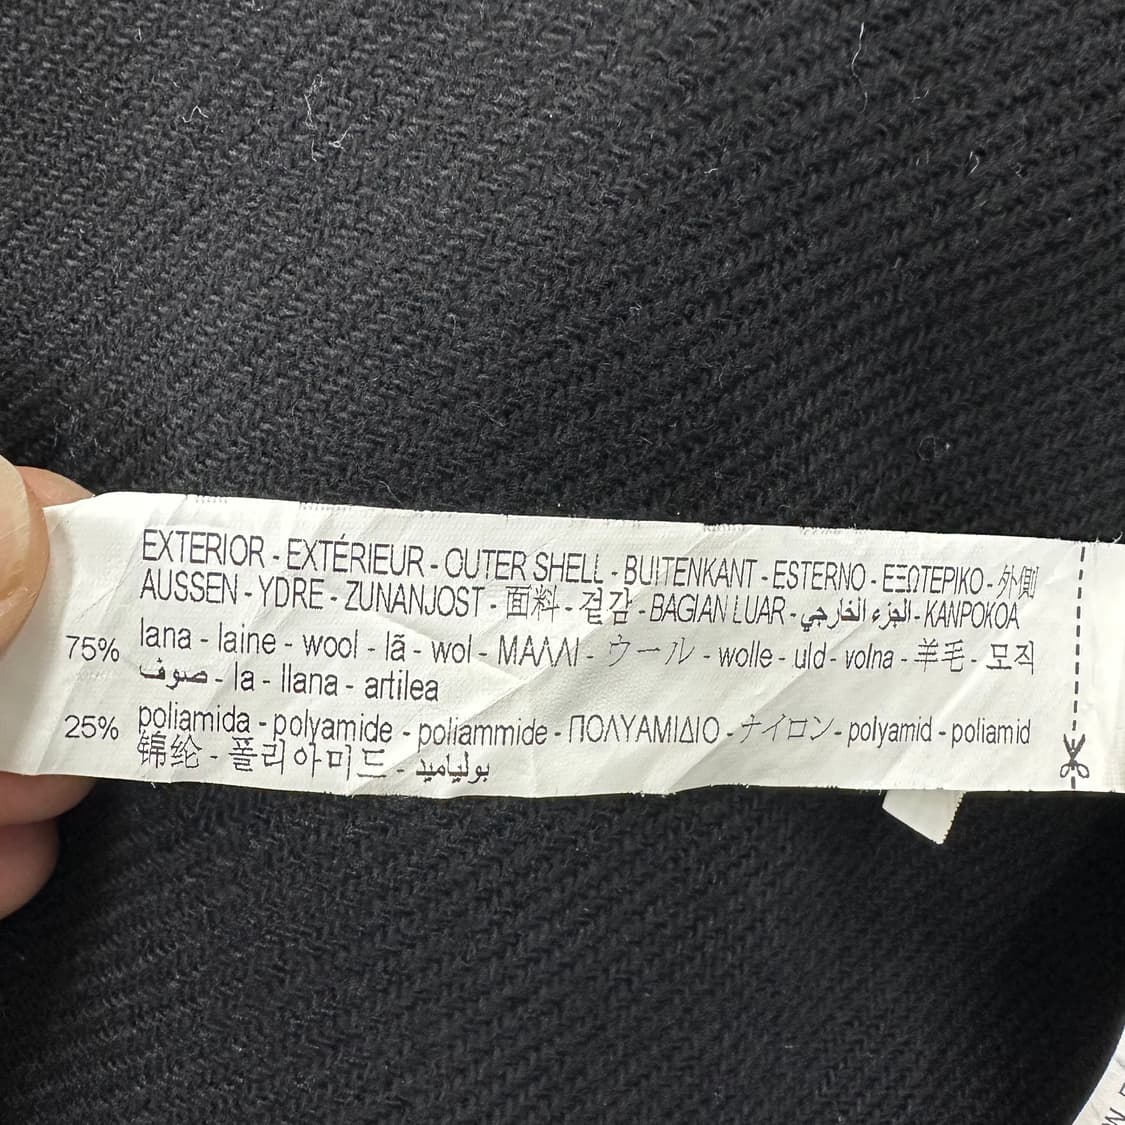 EXTERIOR - EXTÉRIEUR - OUTER SHELL - BUITENKANT - ESTERNO - ΕΞΩΤΕΡΙΚΟ - 外側
AUSSEN - YDRE - ZUNANJOST - 面料 - 겉감 - BAGIAN LUAR - الجزء الخارجي - KANPOKOA
75% lana - laine - wool - lã - wol - ΜΑΛΛΙ - ウール - wolle - uld - volna - 羊毛 - 모직
صوف - la - llana - artilea
25% poliamida - polyamide - poliammide - ΠΟΛΥΑΜΙΔΙΟ - ナイロン - polyamid - poliamid
锦纶 - 폴리아미드 - بولياميد